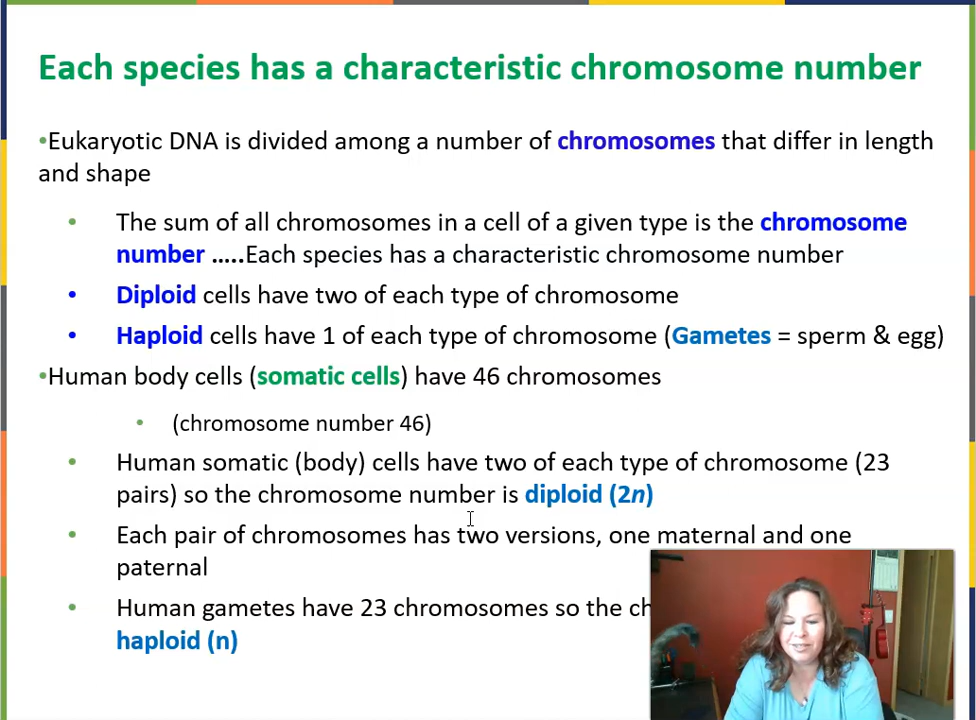 Each species has a characteristic chromosome number
•Eukaryotic DNA is divided among a number of chromosomes that differ in length
and shape
• The sum of all chromosomes in a cell of a given type is the chromosome
number .....Each species has a characteristic chromosome number
• Diploid cells have two of each type of chromosome
• Haploid cells have 1 of each type of chromosome (Gametes = sperm & egg)
•Human body cells (somatic cells) have 46 chromosomes
• (chromosome number 46)
• Human somatic (body) cells have two of each type of chromosome (23
pairs) so the chromosome number is diploid (2n)
• Each pair of chromosomes has two versions, one maternal and one
paternal
• Human gametes have 23 chromosomes so the ch
haploid (n)